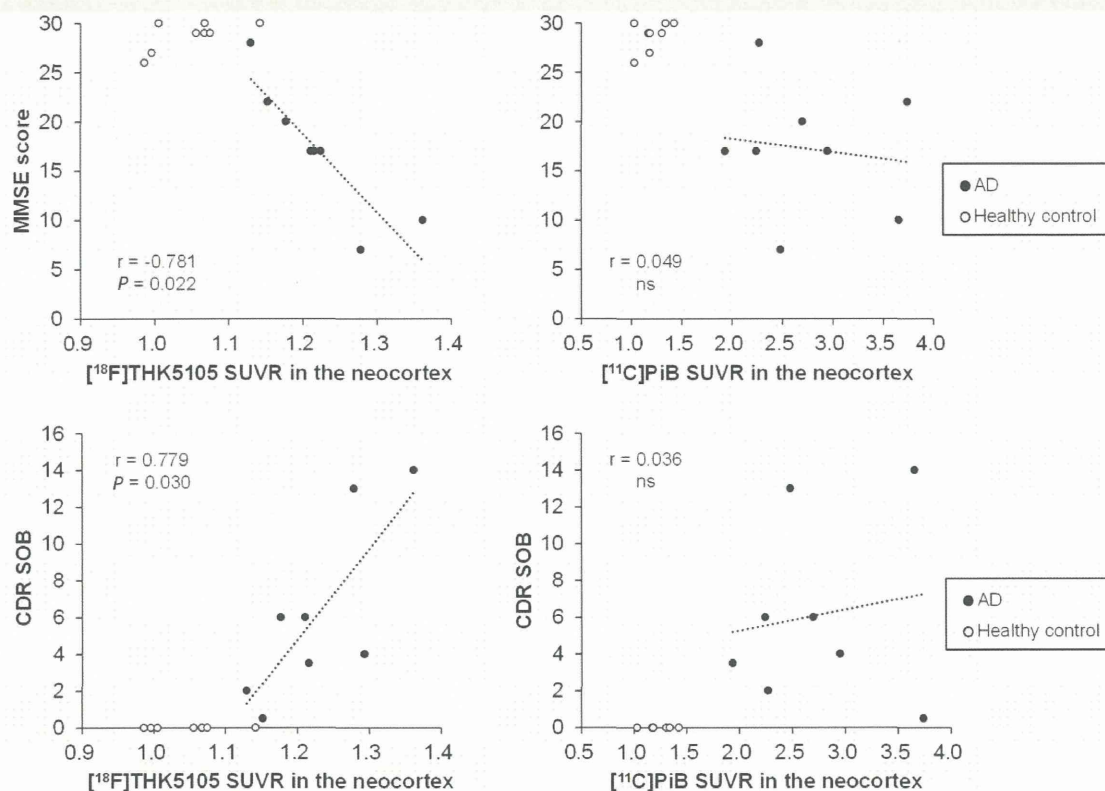 30
25
20
15
10
5
0
MMSE score
r = -0.781
P = 0.022
0.9 1.0 1.1 1.2 1.3 1.4
[¹⁸F]THK5105 SUVR in the neocortex
30
25
20
15
10
5
0
r = 0.049
ns
0.5 1.0 1.5 2.0 2.5 3.0 3.5 4.0
[¹¹C]PiB SUVR in the neocortex
AD
Healthy control
16
14
12
10
8
6
4
2
0
CDR SOB
r = 0.779
P = 0.030
0.9 1.0 1.1 1.2 1.3 1.4
[¹⁸F]THK5105 SUVR in the neocortex
16
14
12
10
8
6
4
2
0
CDR SOB
r = 0.036
ns
0.5 1.0 1.5 2.0 2.5 3.0 3.5 4.0
[¹¹C]PiB SUVR in the neocortex
AD
Healthy control